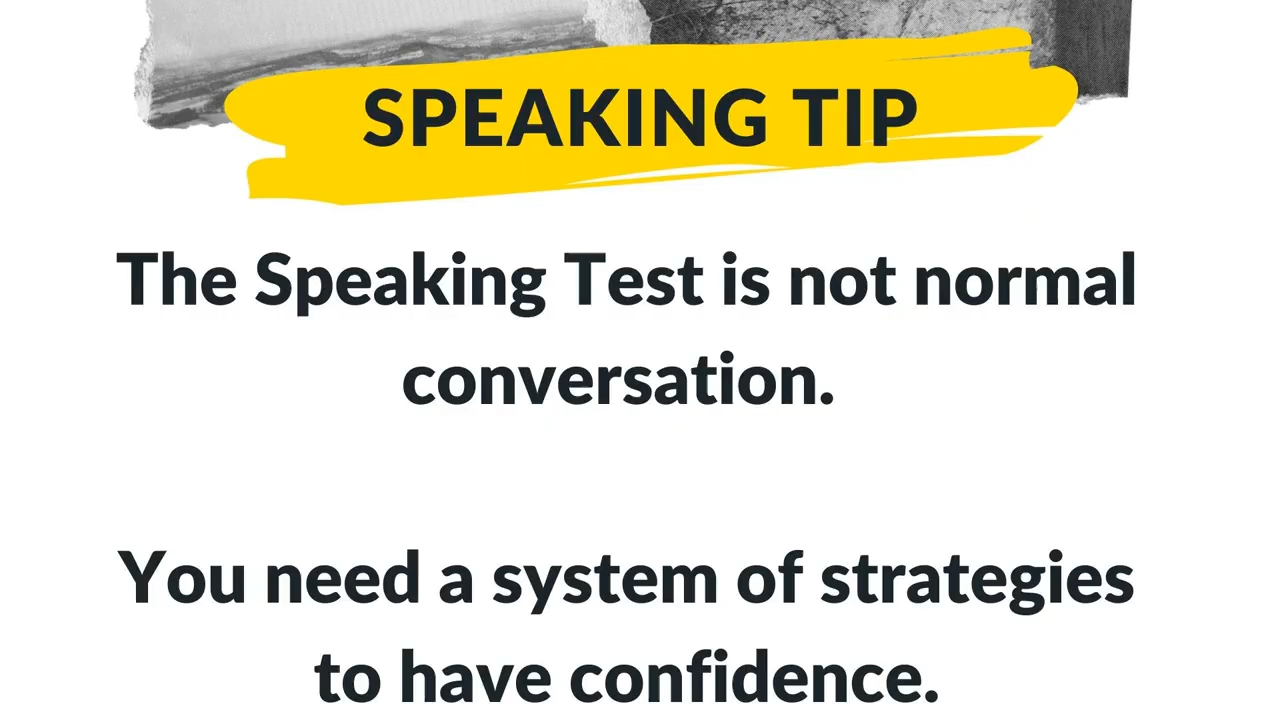 SPEAKING TIP
The Speaking Test is not normal
conversation.
You need a system of strategies
to have confidence.